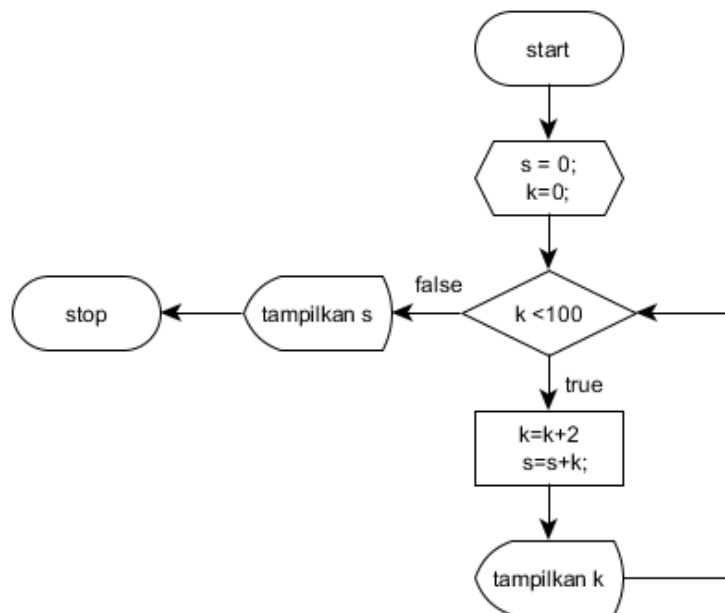 start
s = 0;
k=0;
k <100
false
tampilkan s
stop
true
k=k+2
s=s+k;
tampilkan k